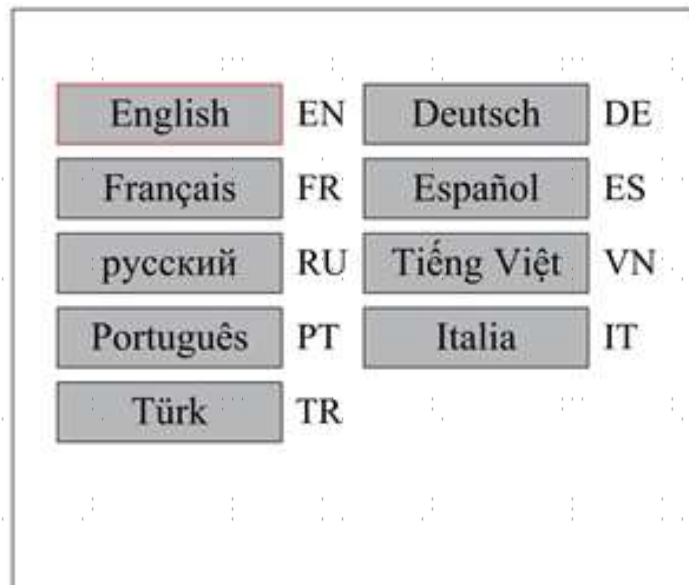 English EN Deutsch DE
Français FR Español ES
русский RU Tiếng Việt VN
Português PT Italia IT
Türk TR